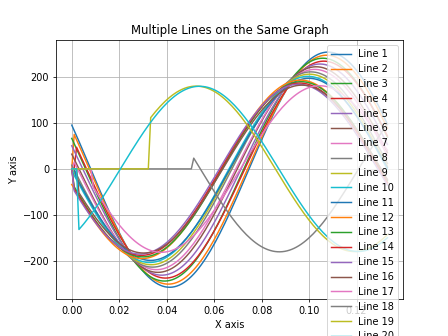 Multiple Lines on the Same Graph
Y axis
200
100
0
−100
−200
0.00
0.02
0.04
0.06
0.08
0.10
X axis
Line 1
Line 2
Line 3
Line 4
Line 5
Line 6
Line 7
Line 8
Line 9
Line 10
Line 11
Line 12
Line 13
Line 14
Line 15
Line 16
Line 17
Line 18
Line 19
Line 20